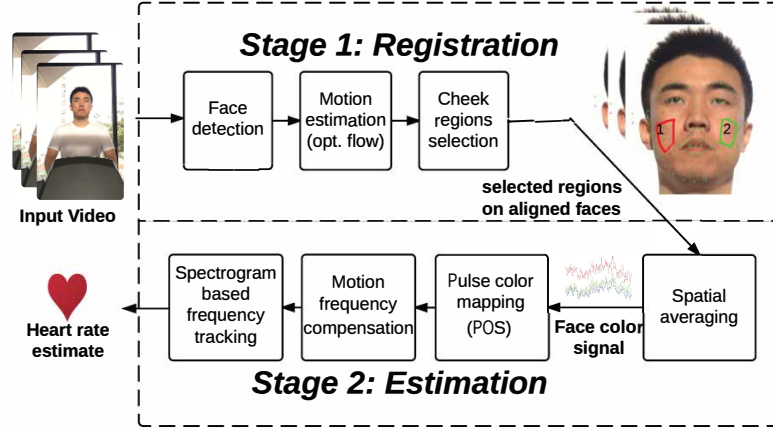 Stage 1: Registration
Face
detection
Motion
estimation
(opt. flow)
Cheek
regions
selection
1
2
Input Video
selected regions
on aligned faces
Spatial
averaging
Face color
signal
Pulse color
mapping
(POS)
Motion
frequency
compensation
Spectrogram
based
frequency
tracking
Heart rate
estimate
Stage 2: Estimation